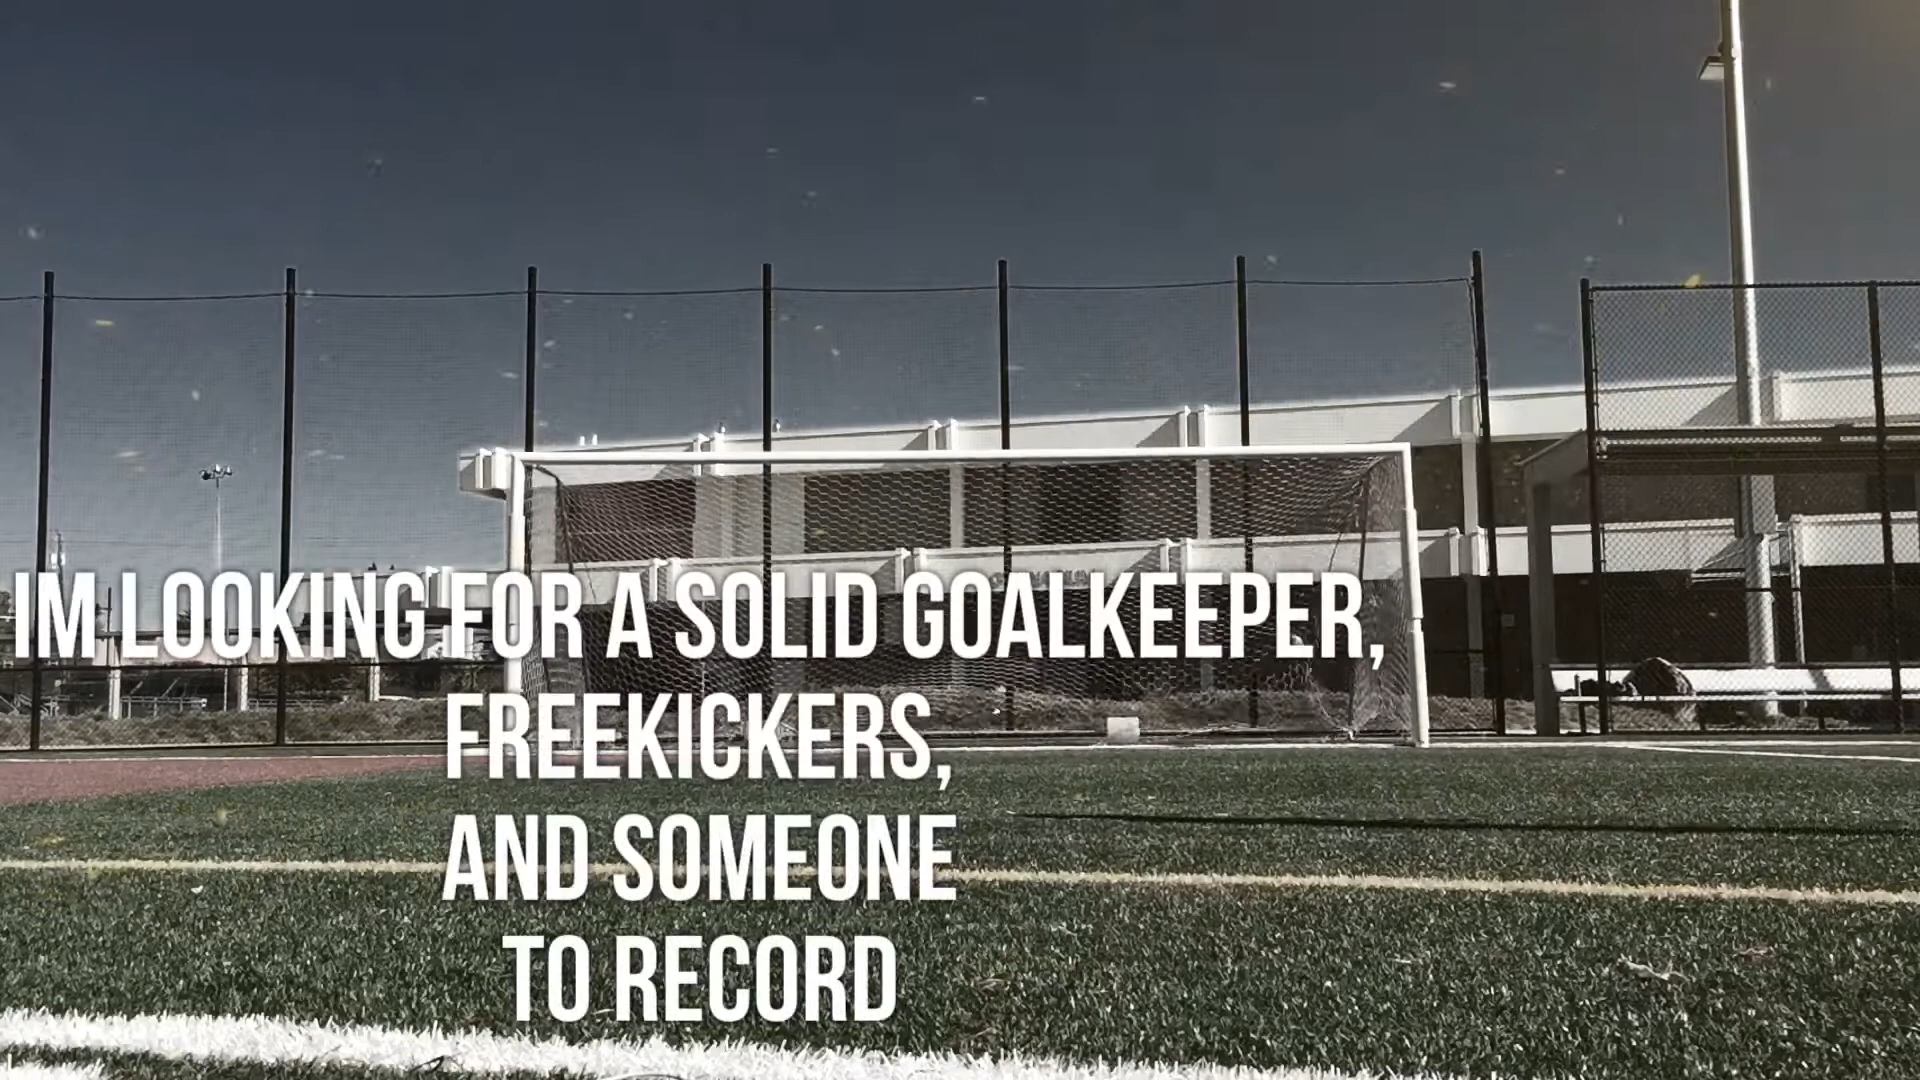 IM LOOKING FOR A SOLID GOALKEEPER,
FREEKICKERS,
AND SOMEONE
TO RECORD